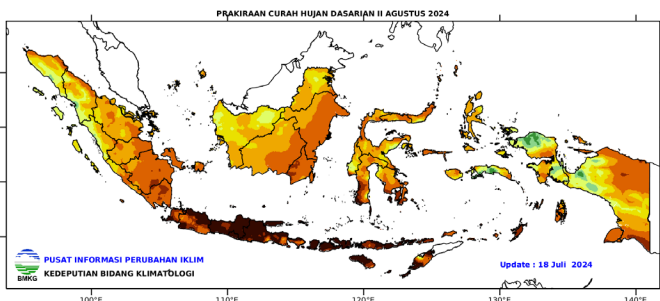 PRAKIRAAN CURAH HUJAN DASARIAN II AGUSTUS 2024
PUSAT INFORMASI PERUBAHAN IKLIM
KEDEPUTIAN BIDANG KLIMATOLOGI
BMKG
Update : 18 Juli 2024
100°E 110°E 120°E 130°E 140°E